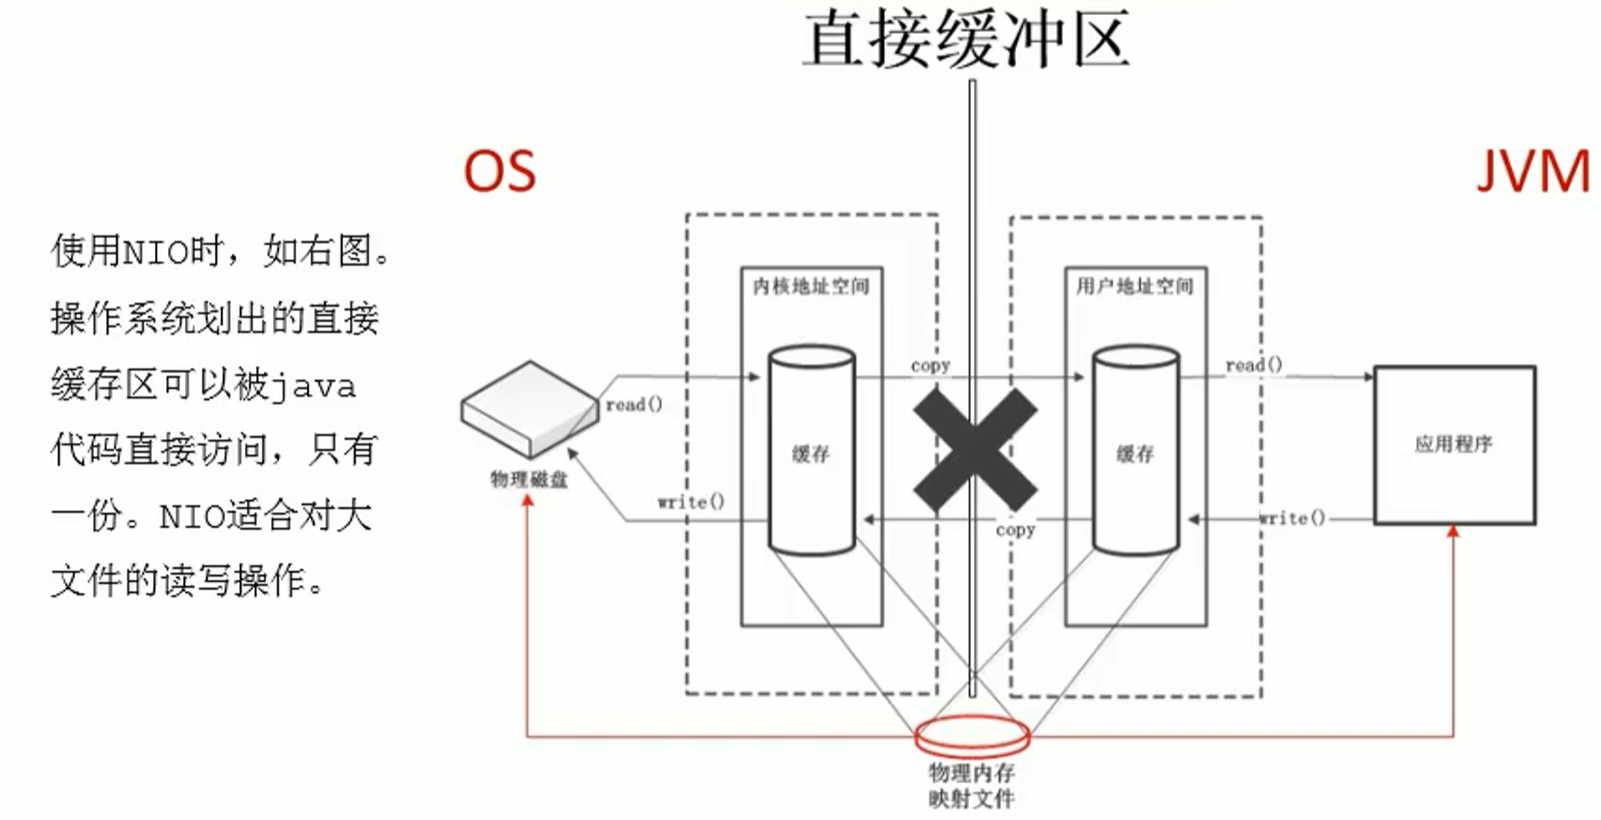 直接缓冲区
OS
JVM
使用NIO时，如右图。
操作系统划出的直接
缓存区可以被java
代码直接访问，只有
一份。NIO适合对大
文件的读写操作。
内核地址空间
用户地址空间
copy
read()
read()
缓存
缓存
应用程序
物理磁盘
write()
copy
write()
物理内存
映射文件